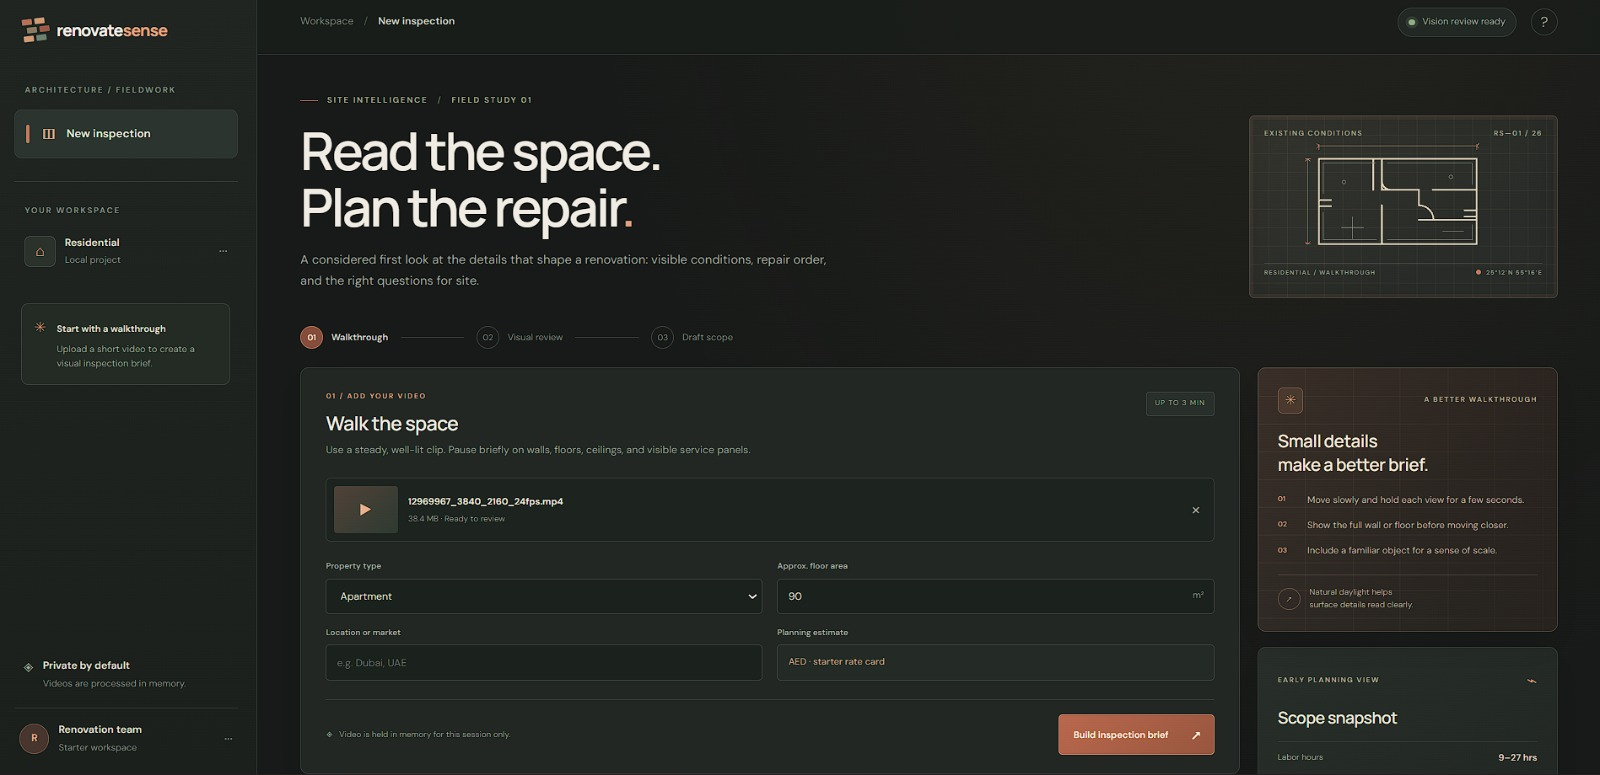 renovatesense
ARCHITECTURE / FIELDWORK
New inspection
YOUR WORKSPACE
Residential
Local project
Start with a walkthrough
Upload a short video to create a
visual inspection brief.
Private by default
Videos are processed in memory.
R
Renovation team
Starter workspace
Workspace / New inspection
Vision review ready
?
SITE INTELLIGENCE / FIELD STUDY 01
Read the space.
Plan the repair.
A considered first look at the details that shape a renovation: visible conditions, repair order,
and the right questions for site.
EXISTING CONDITIONS
RS—01 / 26
RESIDENTIAL / WALKTHROUGH
25°12'N 55°16'E
01 Walkthrough
02 Visual review
03 Draft scope
01 / ADD YOUR VIDEO
UP TO 3 MIN
Walk the space
Use a steady, well-lit clip. Pause briefly on walls, floors, ceilings, and visible service panels.
12969967_3840_2160_24fps.mp4
38.4 MB · Ready to review
Property type
Apartment
Approx. floor area
90
m²
Location or market
e.g. Dubai, UAE
Planning estimate
AED · starter rate card
Video is held in memory for this session only.
Build inspection brief
A BETTER WALKTHROUGH
Small details
make a better brief.
01 Move slowly and hold each view for a few seconds.
02 Show the full wall or floor before moving closer.
03 Include a familiar object for a sense of scale.
Natural daylight helps
surface details read clearly.
EARLY PLANNING VIEW
Scope snapshot
Labor hours
9–27 hrs